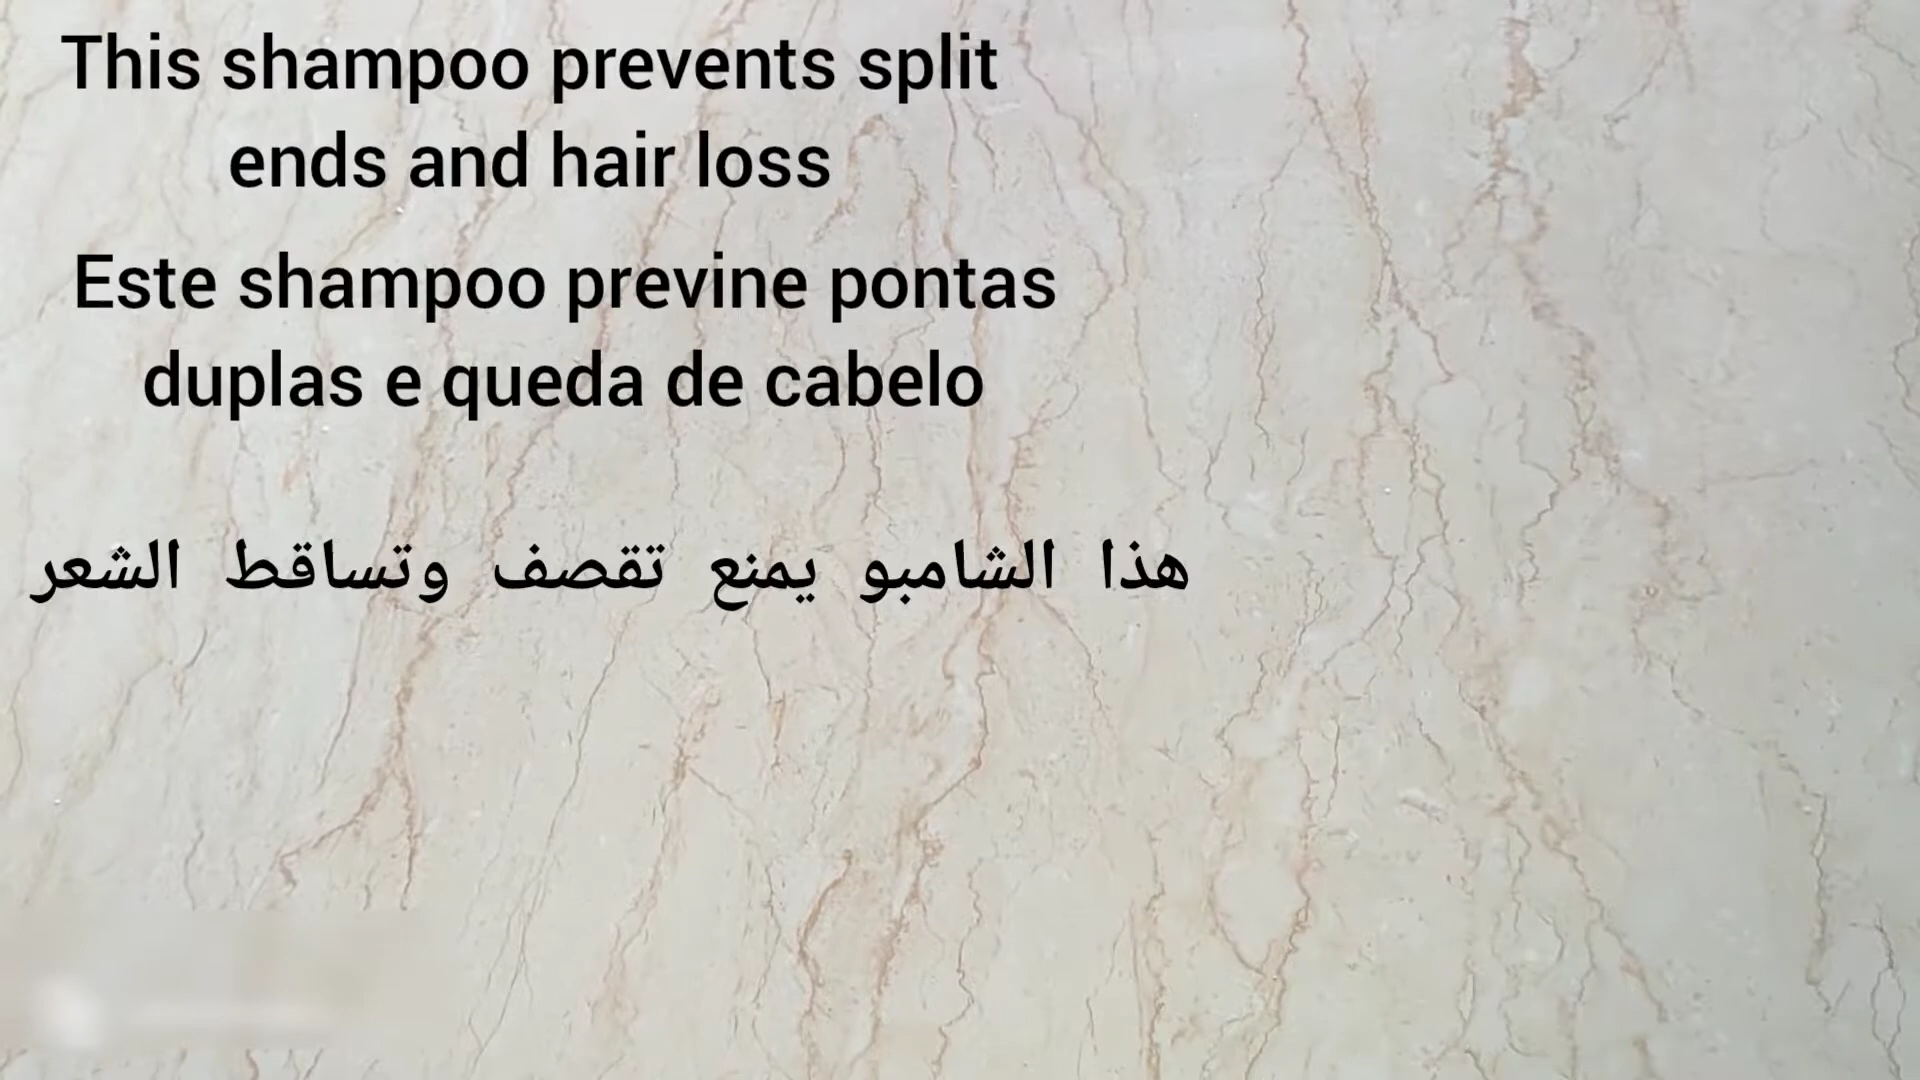 This shampoo prevents split
ends and hair loss
Este shampoo previne pontas
duplas e queda de cabelo
هذا الشامبو يمنع تقصف وتساقط الشعر